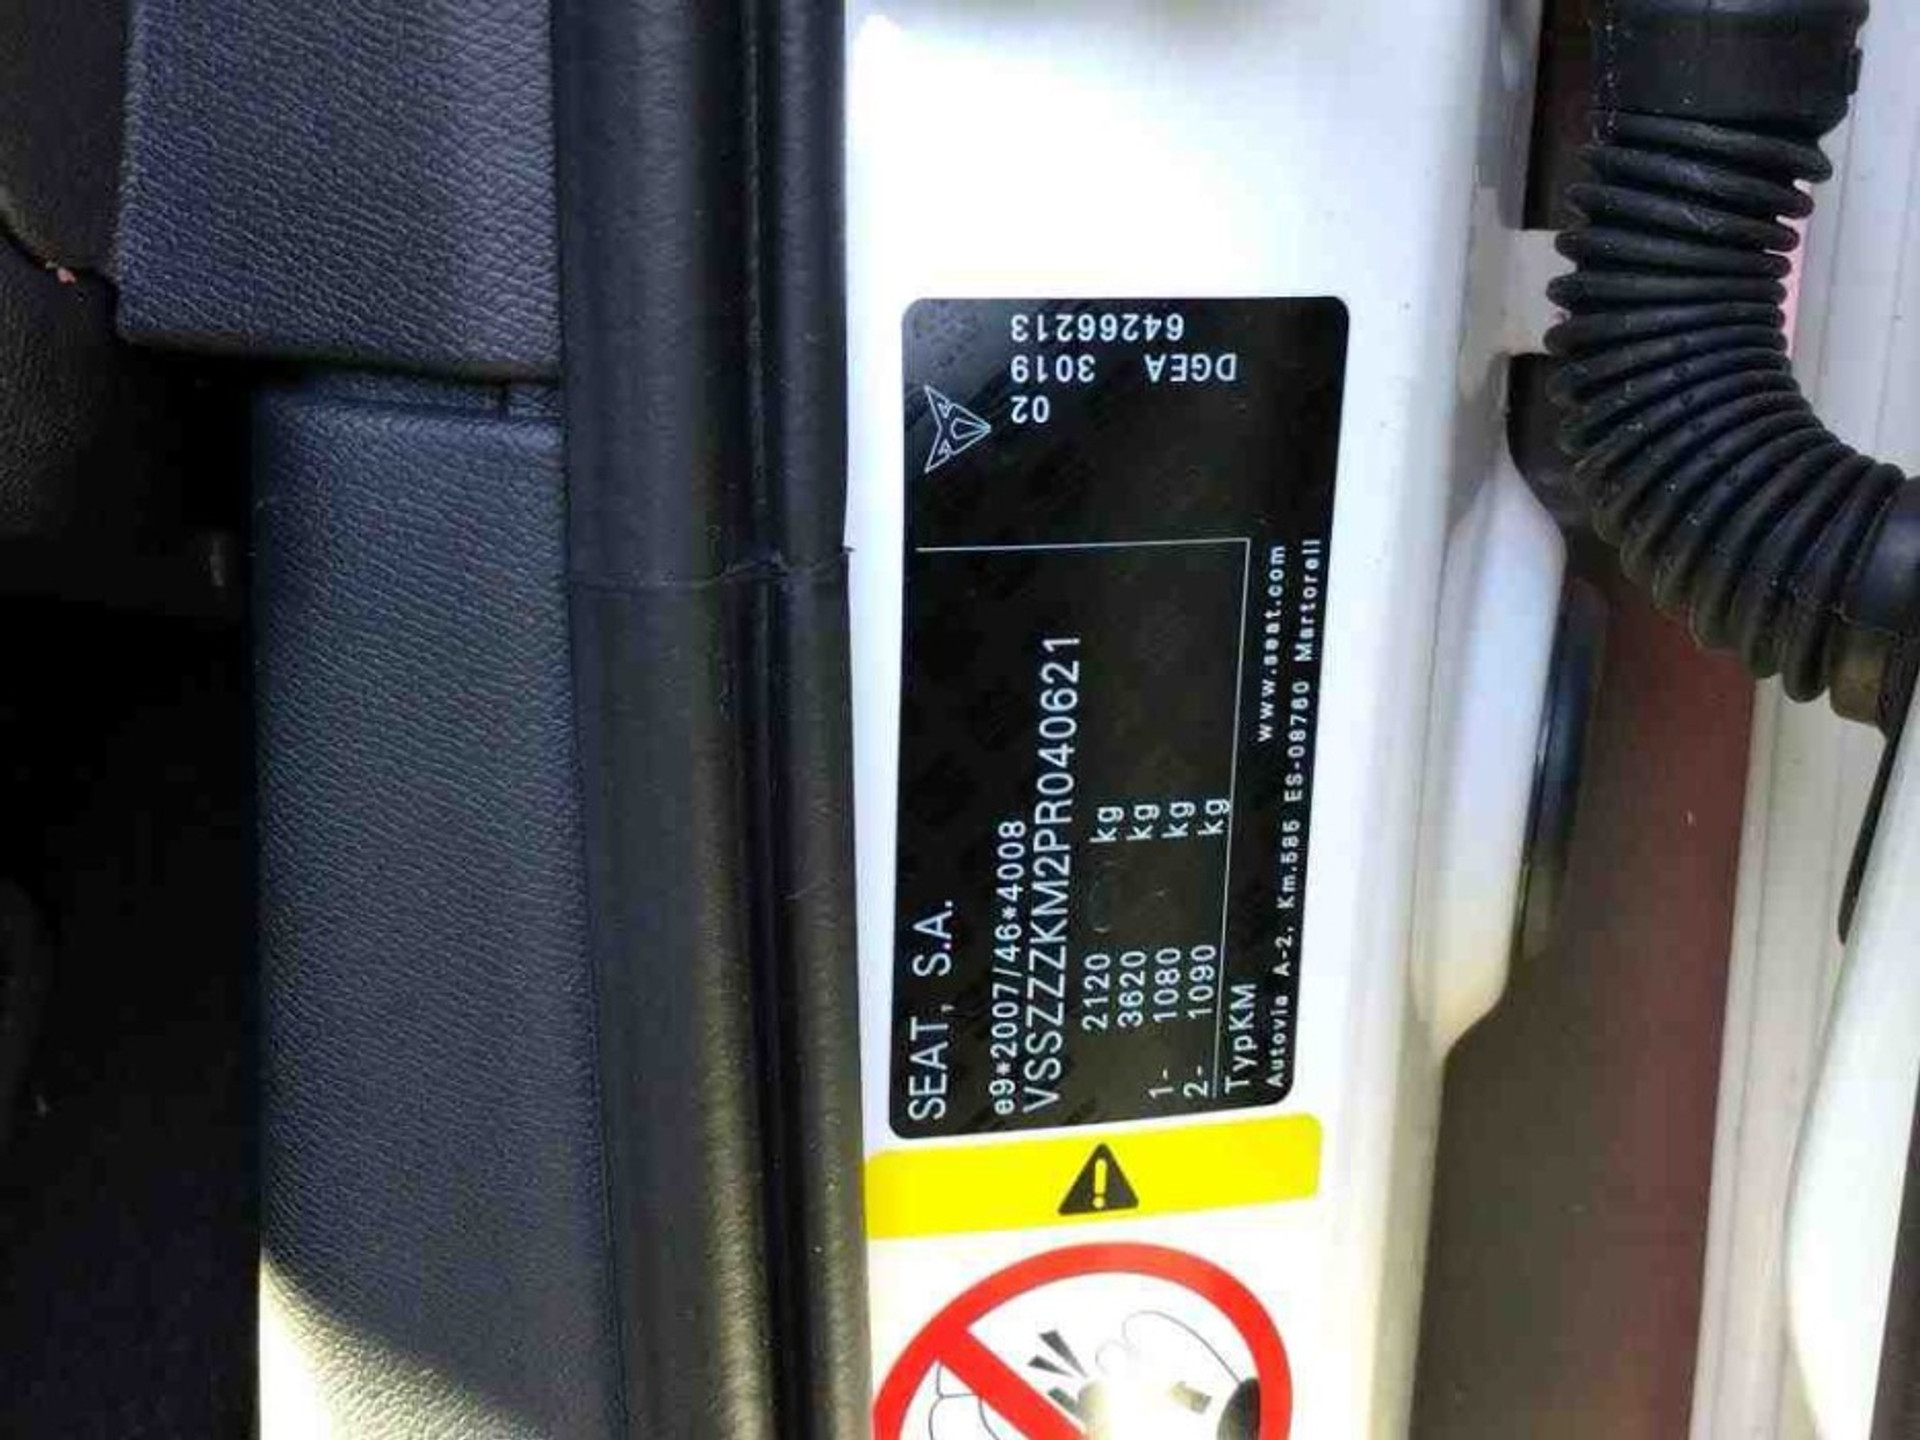 SEAT, S.A.
e9*2007/46*4008
VSSZZZKM2PR040621
2120 kg
3620 kg
1- 1080 kg
2- 1090 kg
TypKM
www.seat.com
Autovia A-2, Km.585 ES-08760 Martorell
02
DGEA 3019
64266213